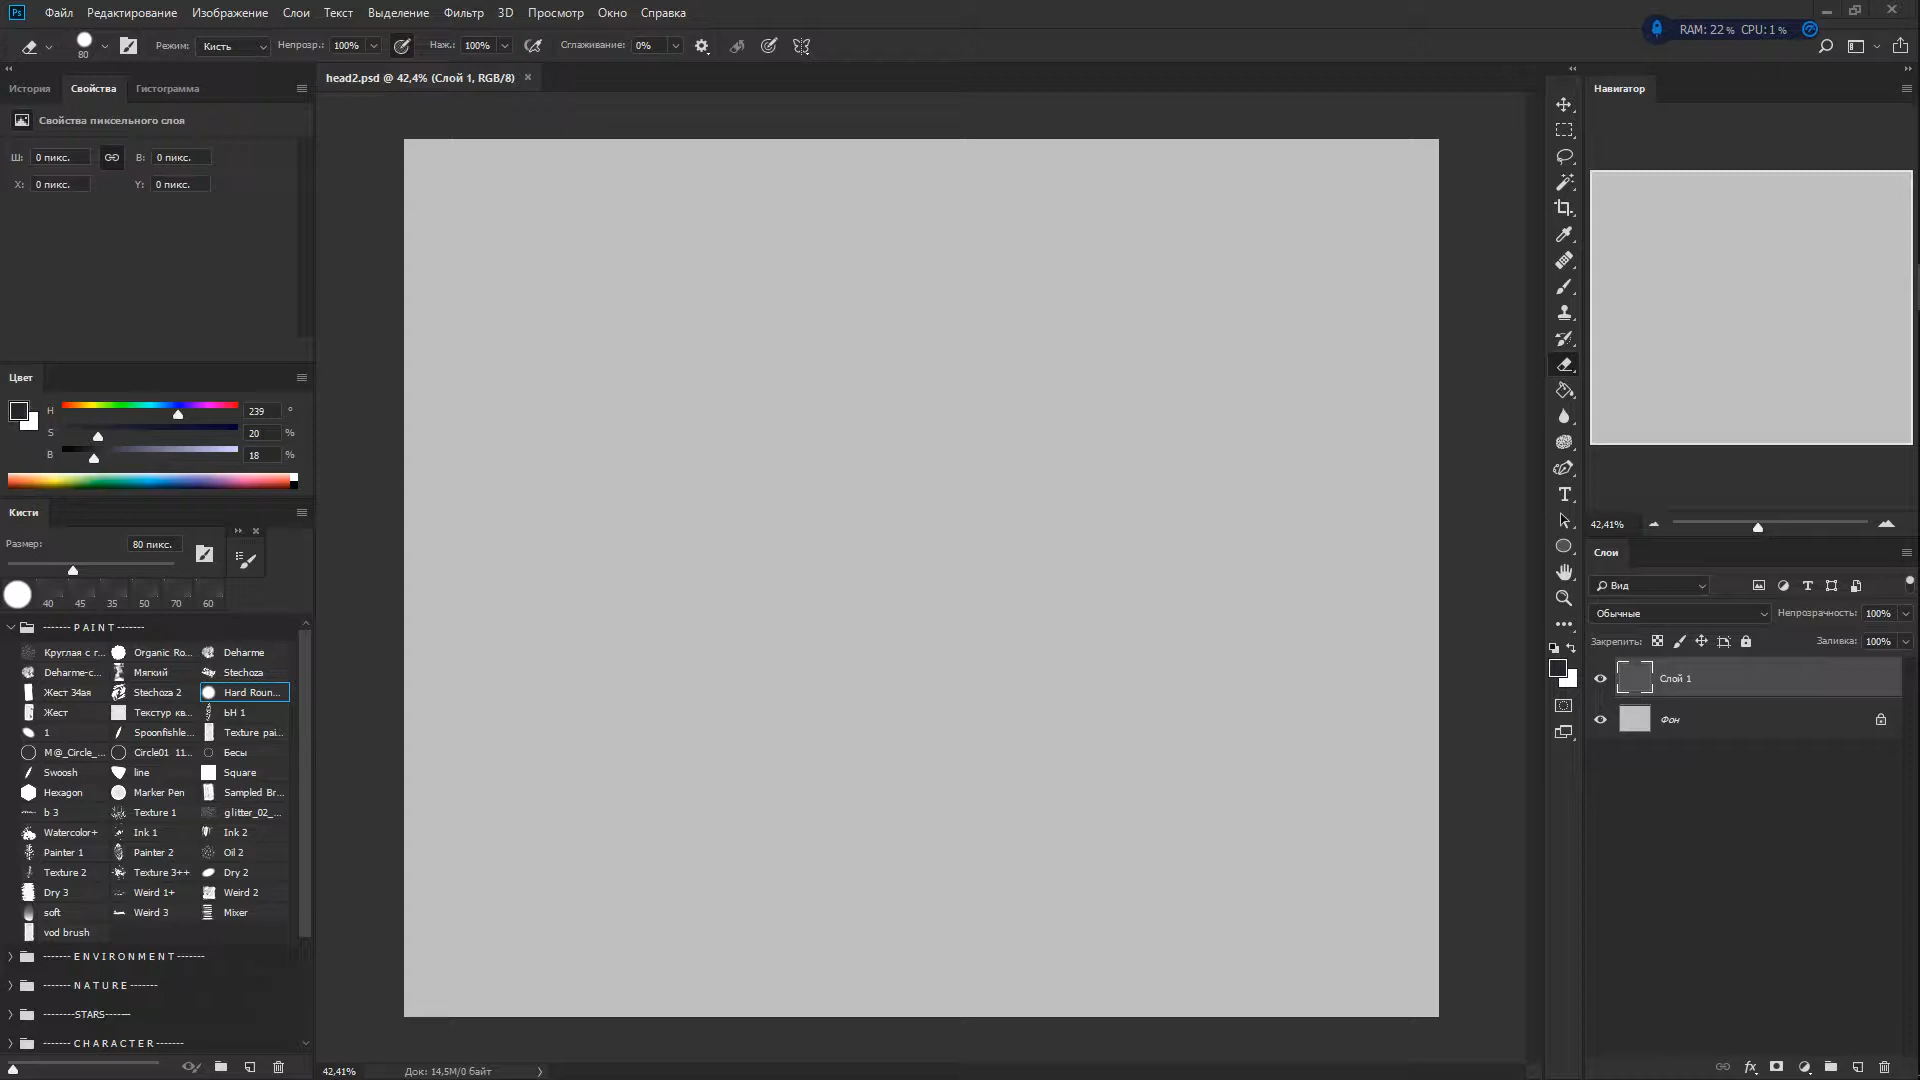 Ps Файл Редактирование Изображение Слои Текст Выделение Фильтр 3D Просмотр Окно Справка
RAM: 22 % CPU: 1 %
80 Режим: Кисть Непрозр.: 100% Наж.: 100% Сглаживание: 0%
История Свойства Гистограмма
head2.psd @ 42,4% (Слой 1, RGB/8)
Навигатор
Свойства пиксельного слоя
Ш: 0 пикс. В: 0 пикс.
X: 0 пикс. Y: 0 пикс.
Цвет
H 239 °
S 20 %
B 18 %
Кисти
Размер: 80 пикс.
40 45 35 50 70 60
------- P A I N T -------
Круглая с г... Organic Ro... Deharme
Deharme-c... Мягкий Stechoza
Жест 34ая Stechoza 2 Hard Roun...
Жест Текстур кв... ЬН 1
1 Spoonfishle... Texture pai...
M@_Circle_... Circle01 11... Бесы
Swoosh line Square
Hexagon Marker Pen Sampled Br...
b 3 Texture 1 glitter_02_...
Watercolor+ Ink 1 Ink 2
Painter 1 Painter 2 Oil 2
Texture 2 Texture 3++ Dry 2
Dry 3 Weird 1+ Weird 2
soft Weird 3 Mixer
vod brush
------- E N V I R O N M E N T -------
------- N A T U R E -------
--------STARS-------
------- C H A R A C T E R -------
42,41% Док: 14,5M/0 байт
42,41%
Слои
Вид
Обычные Непрозрачность: 100%
Закрепить: Заливка: 100%
Слой 1
Фон
fx